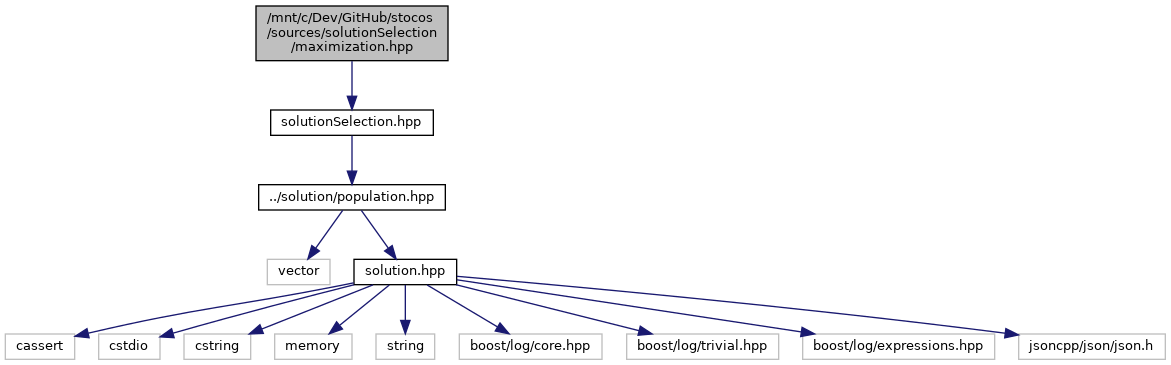 /mnt/c/Dev/GitHub/stocos
/sources/solutionSelection
/maximization.hpp
solutionSelection.hpp
../solution/population.hpp
vector
solution.hpp
cassert
cstdio
cstring
memory
string
boost/log/core.hpp
boost/log/trivial.hpp
boost/log/expressions.hpp
jsoncpp/json/json.h